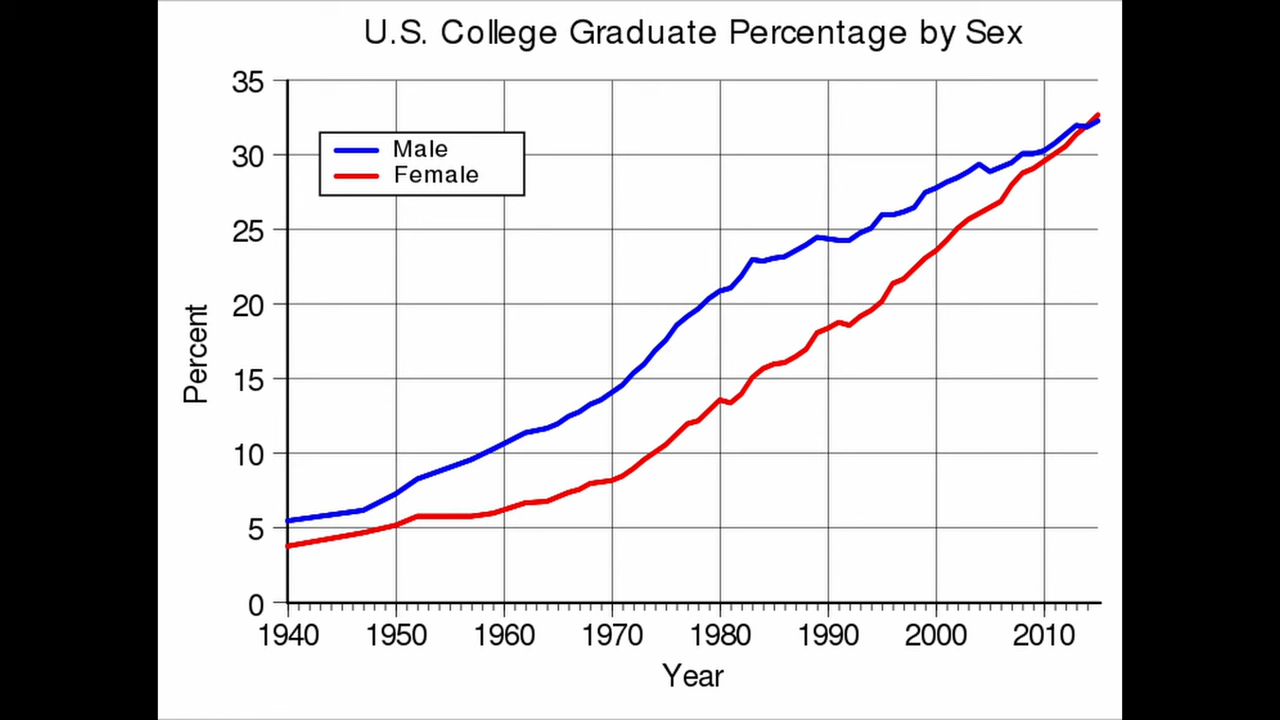 U.S. College Graduate Percentage by Sex
35
30
25
20
15
10
5
0
Percent
Male
Female
1940 1950 1960 1970 1980 1990 2000 2010
Year